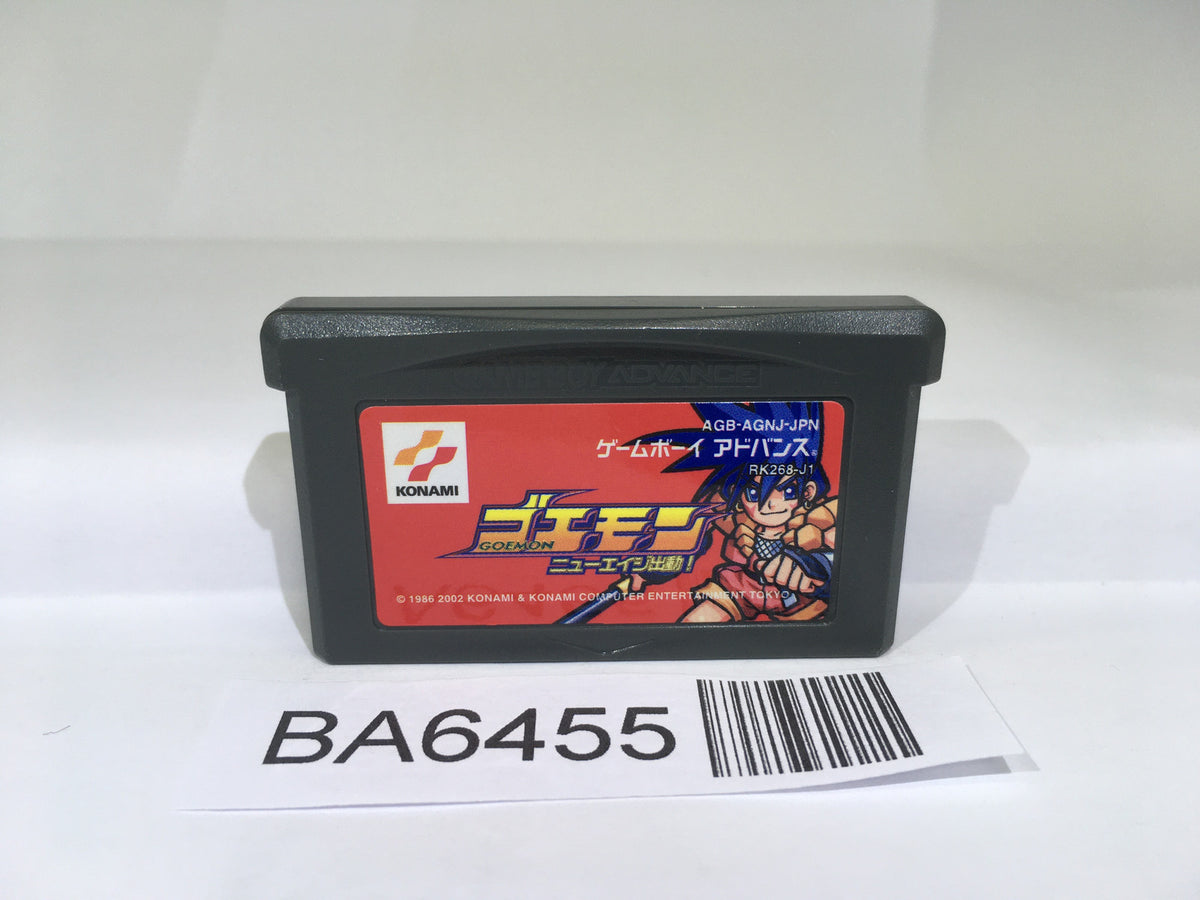 GAME BOY ADVANCE
AGB-AGNJ-JPN
ゲームボーイ アドバンス®
RK268-J1
KONAMI
ゴエモン
GOEMON
ニューエイジ出動!
© 1986 2002 KONAMI & KONAMI COMPUTER ENTERTAINMENT TOKYO
BA6455